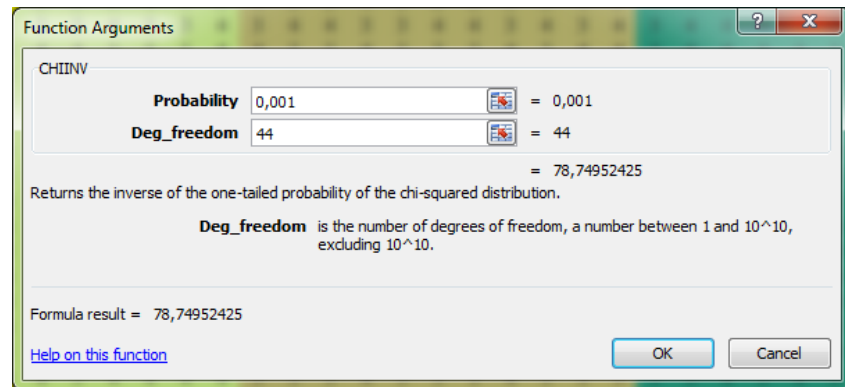 Function Arguments
CHIINV
Probability 0,001 = 0,001
Deg_freedom 44 = 44
= 78,74952425
Returns the inverse of the one-tailed probability of the chi-squared distribution.
Deg_freedom is the number of degrees of freedom, a number between 1 and 10^10,
excluding 10^10.
Formula result = 78,74952425
Help on this function
OK Cancel